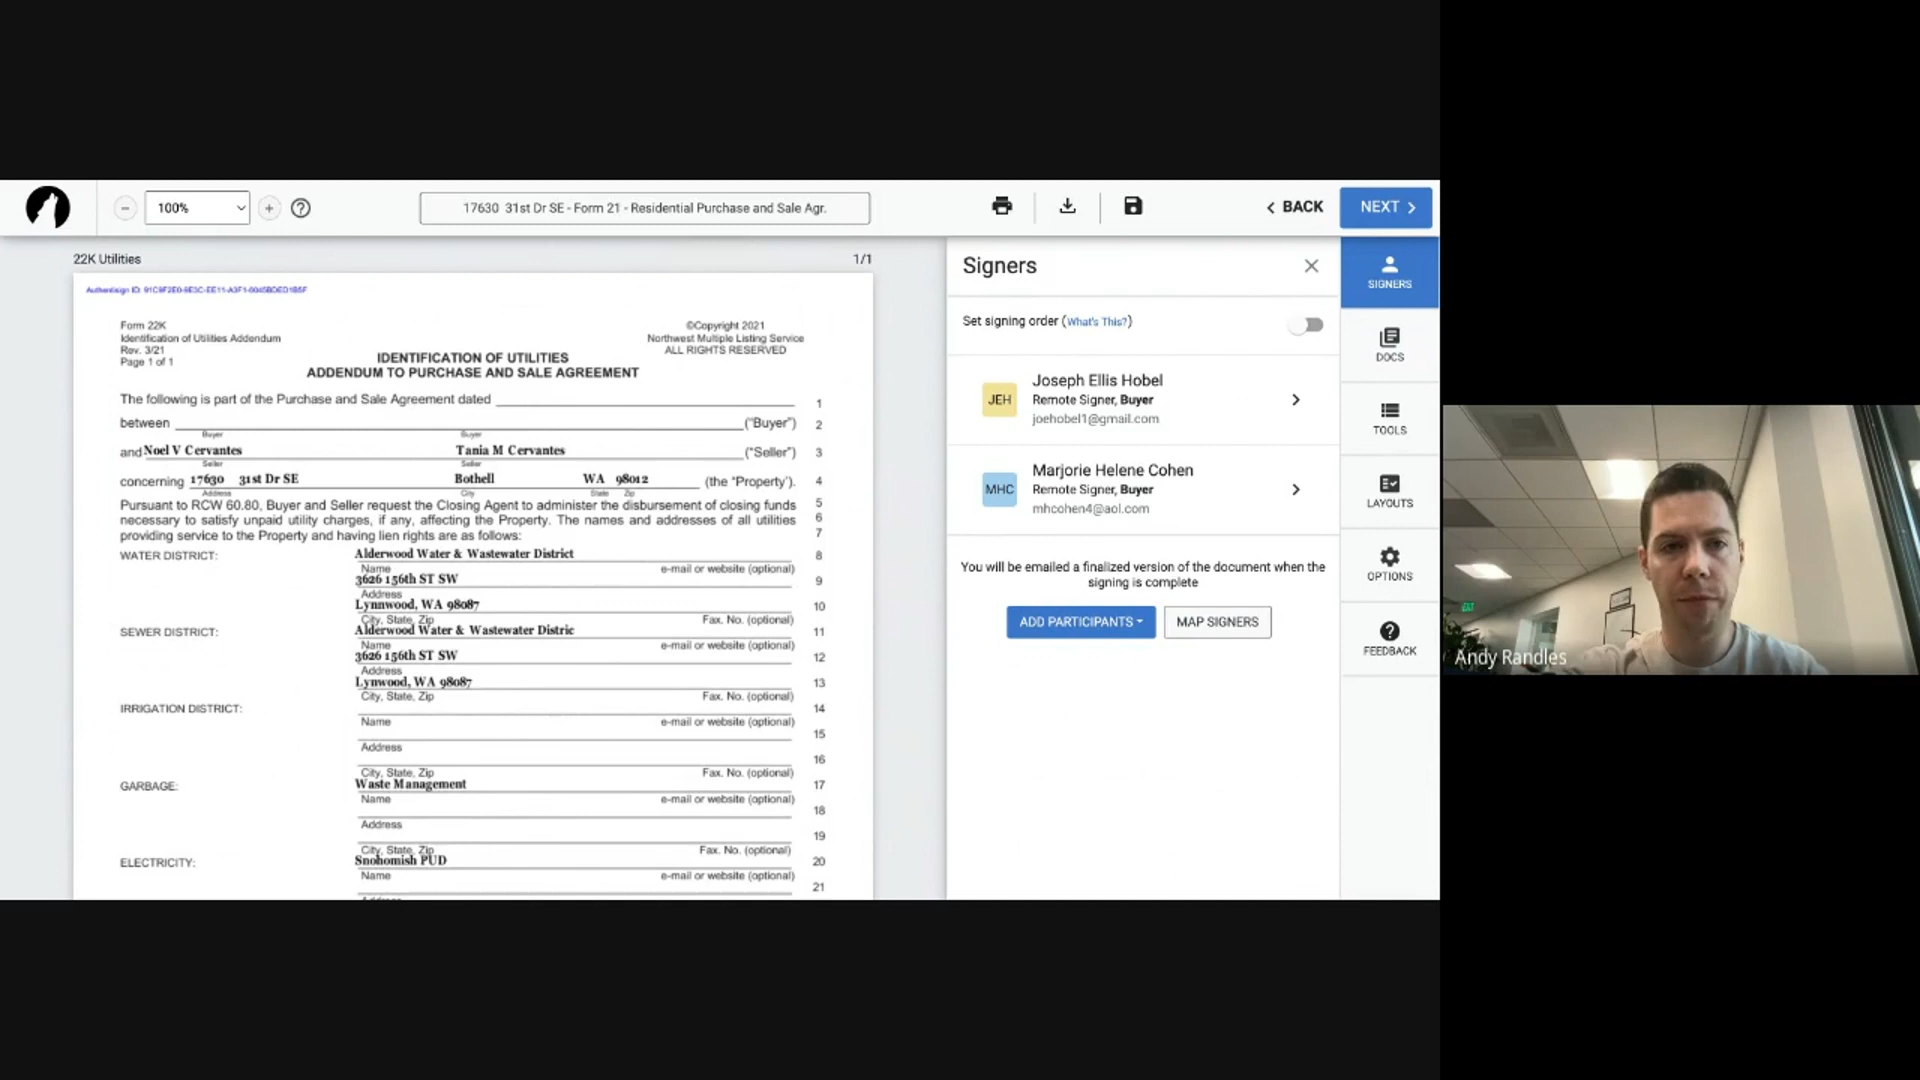 100%
17630 31st Dr SE - Form 21 - Residential Purchase and Sale Agr.
BACK
NEXT
22K Utilities
1/1
Authentisign ID: 91C9F2E0-9E3C-EE11-A3F1-6045BDED1B5F
Form 22K
Identification of Utilities Addendum
Rev. 3/21
Page 1 of 1
©Copyright 2021
Northwest Multiple Listing Service
ALL RIGHTS RESERVED
IDENTIFICATION OF UTILITIES
ADDENDUM TO PURCHASE AND SALE AGREEMENT
The following is part of the Purchase and Sale Agreement dated 1
between ("Buyer") 2
Buyer Buyer
and Noel V Cervantes Tania M Cervantes ("Seller") 3
Seller Seller
concerning 17630 31st Dr SE Bothell WA 98012 (the "Property"). 4
Address City State Zip
Pursuant to RCW 60.80, Buyer and Seller request the Closing Agent to administer the disbursement of closing funds 5
necessary to satisfy unpaid utility charges, if any, affecting the Property. The names and addresses of all utilities 6
providing service to the Property and having lien rights are as follows: 7
WATER DISTRICT: Alderwood Water & Wastewater District 8
Name e-mail or website (optional)
3626 156th ST SW 9
Address
Lynnwood, WA 98087 10
City, State, Zip Fax. No. (optional)
SEWER DISTRICT: Alderwood Water & Wastewater Distric 11
Name e-mail or website (optional)
3626 156th ST SW 12
Address
Lynwood, WA 98087 13
City, State, Zip Fax. No. (optional)
IRRIGATION DISTRICT: 14
Name e-mail or website (optional)
15
Address
16
City, State, Zip Fax. No. (optional)
GARBAGE: Waste Management 17
Name e-mail or website (optional)
18
Address
19
City, State, Zip Fax. No. (optional)
ELECTRICITY: Snohomish PUD 20
Name e-mail or website (optional)
21
Signers
Set signing order (What's This?)
JEH
Joseph Ellis Hobel
Remote Signer, Buyer
joehobel1@gmail.com
MHC
Marjorie Helene Cohen
Remote Signer, Buyer
mhcohen4@aol.com
You will be emailed a finalized version of the document when the
signing is complete
ADD PARTICIPANTS
MAP SIGNERS
SIGNERS
DOCS
TOOLS
LAYOUTS
OPTIONS
FEEDBACK
Andy Randles